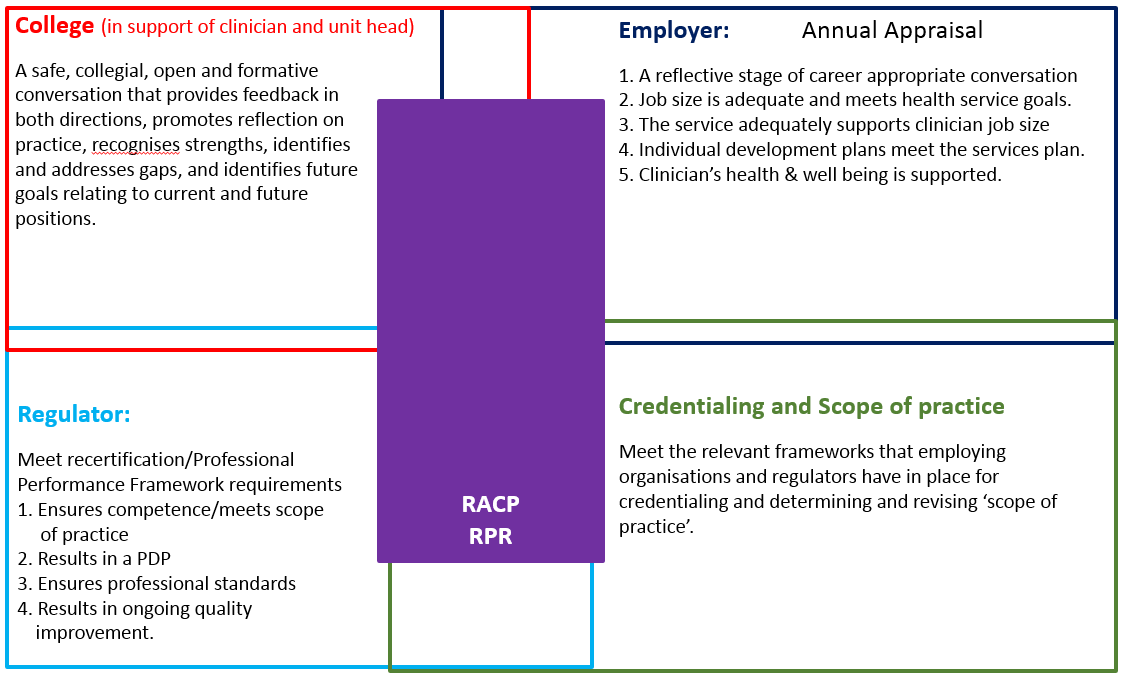 College (in support of clinician and unit head)
A safe, collegial, open and formative
conversation that provides feedback in
both directions, promotes reflection on
practice, recognises strengths, identifies
and addresses gaps, and identifies future
goals relating to current and future
positions.
Employer: Annual Appraisal
1. A reflective stage of career appropriate conversation
2. Job size is adequate and meets health service goals.
3. The service adequately supports clinician job size
4. Individual development plans meet the services plan.
5. Clinician’s health & well being is supported.
Regulator:
Meet recertification/Professional
Performance Framework requirements
1. Ensures competence/meets scope
of practice
2. Results in a PDP
3. Ensures professional standards
4. Results in ongoing quality
improvement.
RACP
RPR
Credentialing and Scope of practice
Meet the relevant frameworks that employing
organisations and regulators have in place for
credentialing and determining and revising ‘scope of
practice’.